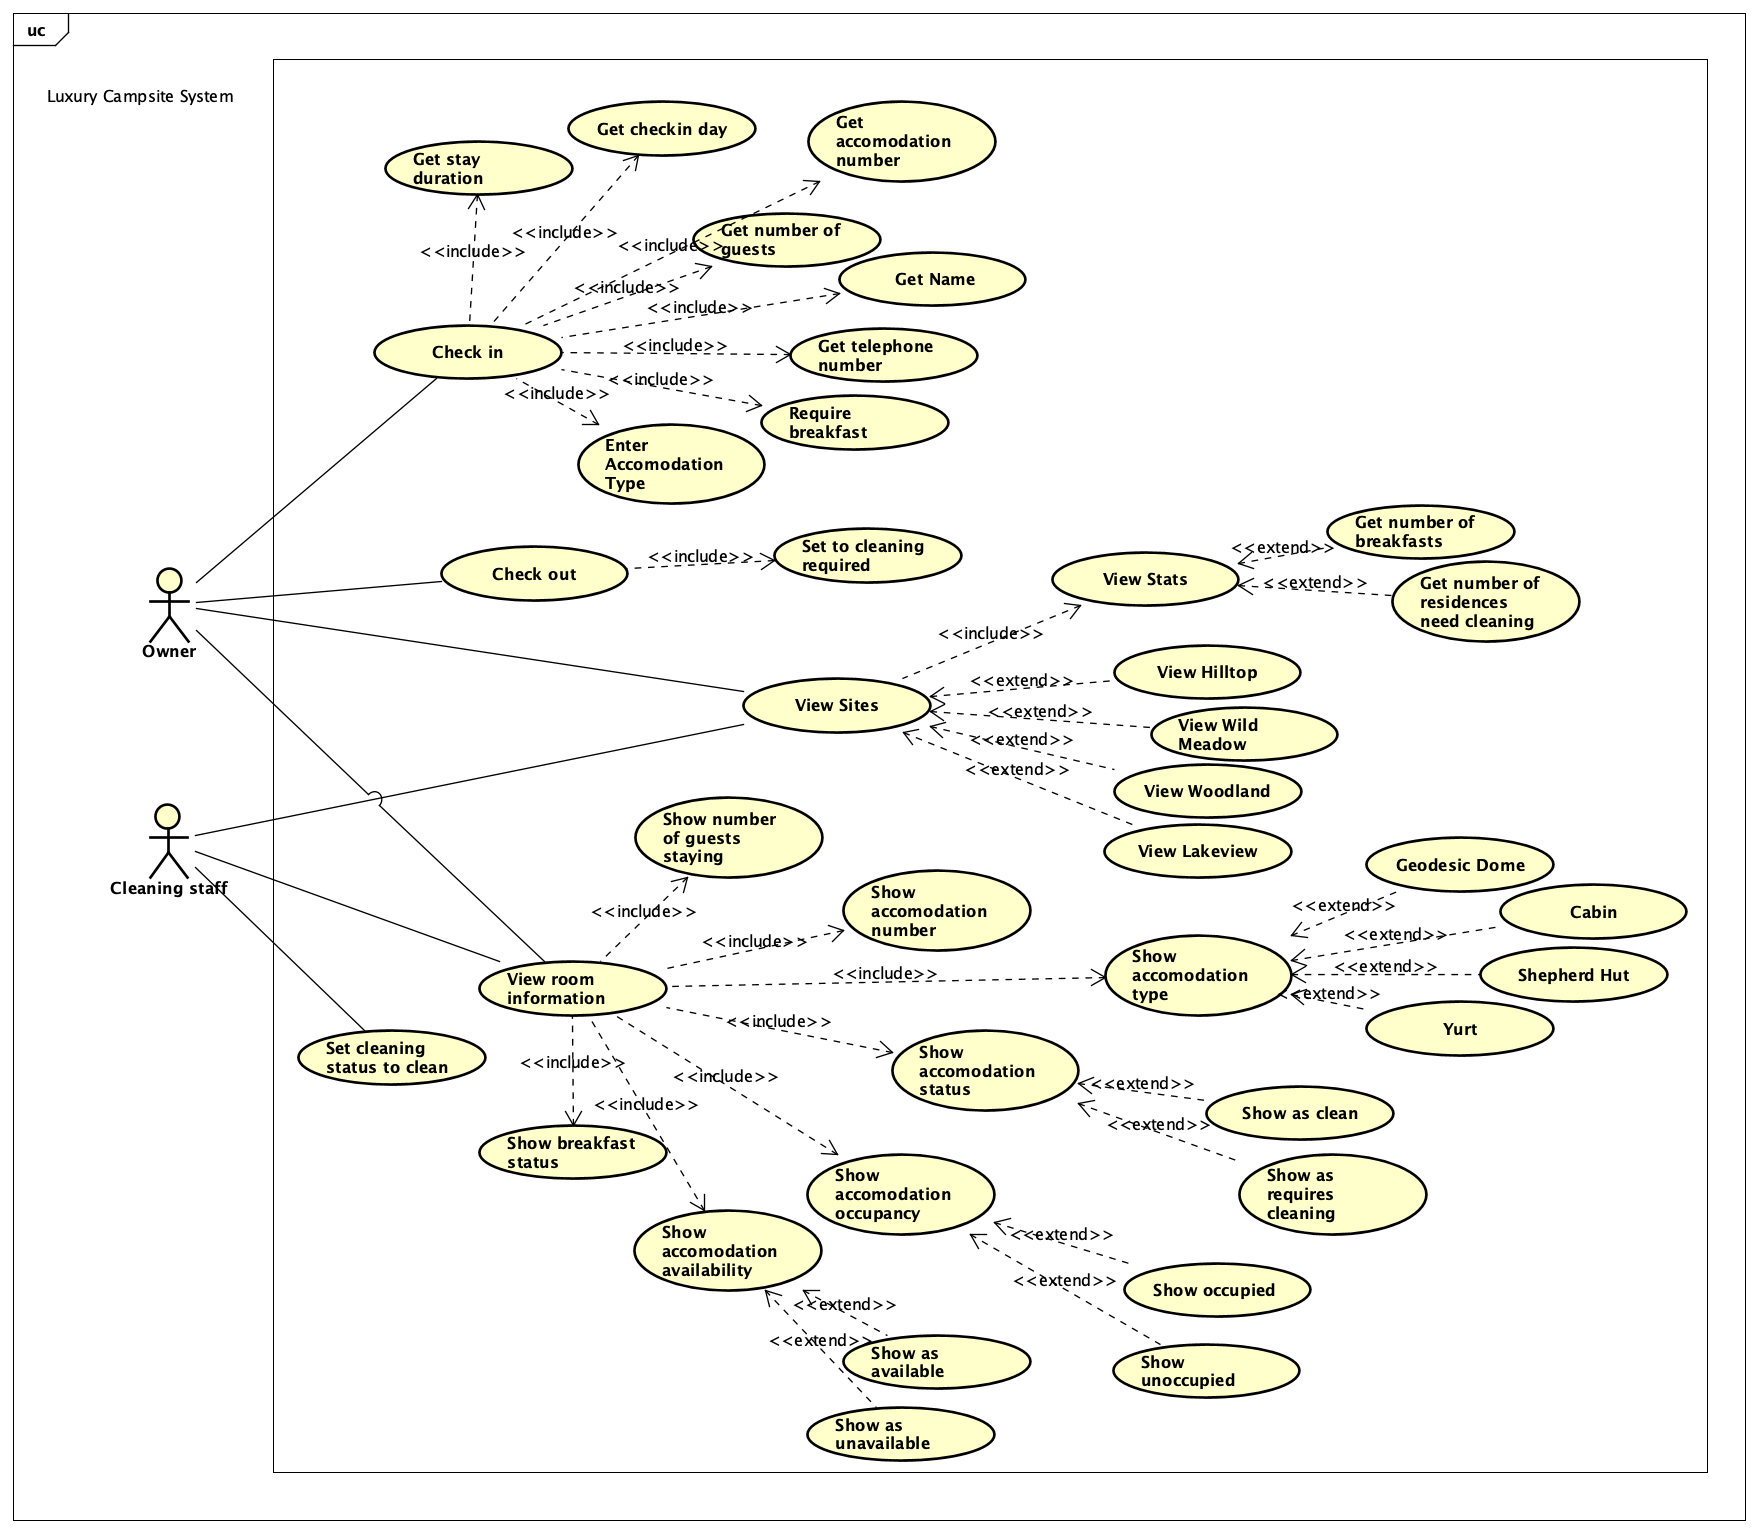 uc
Luxury Campsite System
Get checkin day
Get
accomodation
number
Get stay
duration
<<include>>
<<include>>
<<include>>
Get number of
guests
<<include>>
Get Name
<<include>>
Check in
<<include>>
Get telephone
number
<<include>>
<<include>>
Require
breakfast
Enter
Accomodation
Type
Check out
<<include>>
Set to cleaning
required
Get number of
breakfasts
<<extend>>
View Stats
<<extend>>
Get number of
residences
need cleaning
Owner
<<include>>
View Sites
<<extend>>
View Hilltop
<<extend>>
View Wild
Meadow
<<extend>>
View Woodland
<<extend>>
View Lakeview
Cleaning staff
Show number
of guests
staying
<<include>>
Show
accomodation
number
<<include>>
Geodesic Dome
<<extend>>
Cabin
<<extend>>
View room
information
<<include>>
Show
accomodation
type
<<extend>>
Shepherd Hut
<<extend>>
Yurt
Set cleaning
status to clean
<<include>>
Show
accomodation
status
<<include>>
<<include>>
<<include>>
<<extend>>
Show as clean
<<extend>>
Show breakfast
status
Show
accomodation
occupancy
Show as
requires
cleaning
Show
accomodation
availability
<<extend>>
<<extend>>
Show occupied
<<extend>>
<<extend>>
Show as
available
Show
unoccupied
Show as
unavailable